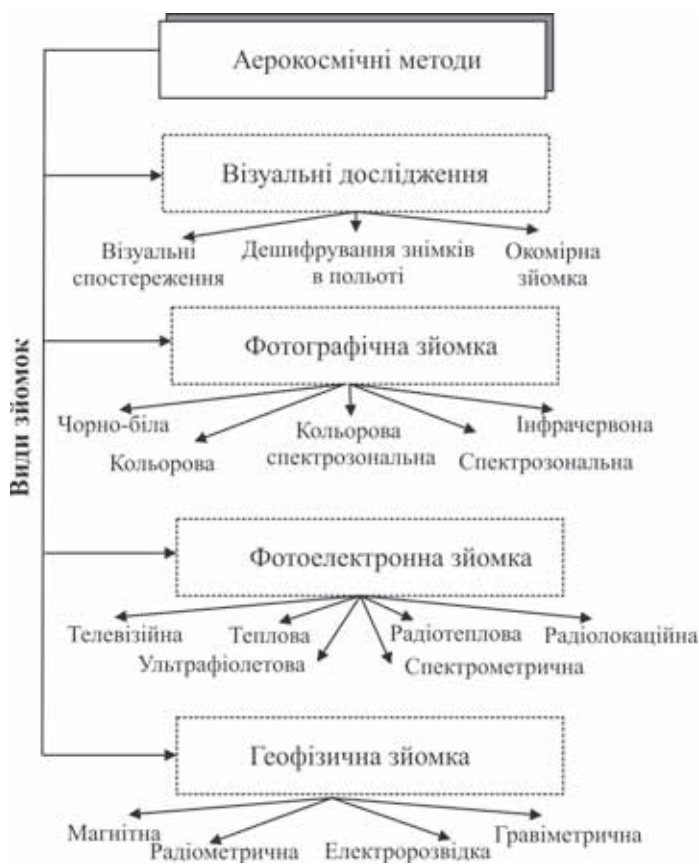 Аерокосмічні методи
Види зйомок
Візуальні дослідження
Візуальні
спостереження
Дешифрування знімків
в польоті
Окомірна
зйомка
Фотографічна зйомка
Чорно-біла
Кольорова
Кольорова
спектрозональна
Спектрозональна
Інфрачервона
Фотоелектронна зйомка
Телевізійна
Ультрафіолетова
Теплова
Радіотеплова
Спектрометрична
Радіолокаційна
Геофізична зйомка
Магнітна
Радіометрична
Електророзвідка
Гравіметрична